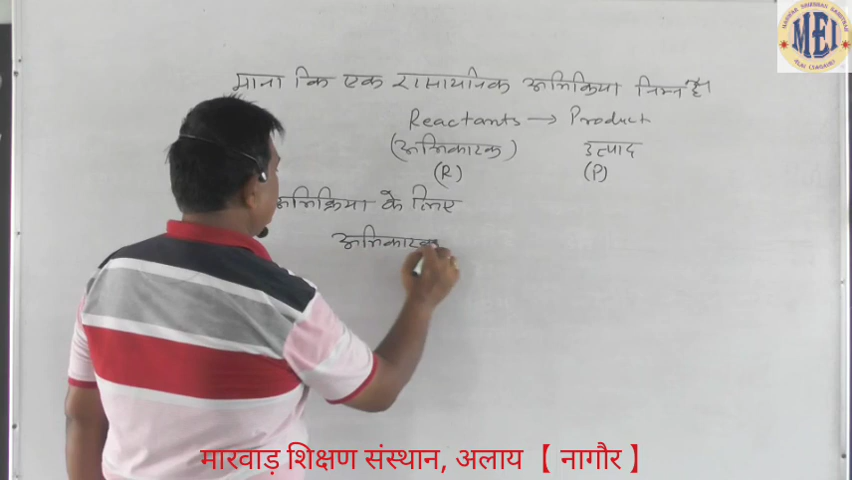 माना कि एक रासायनिक अभिक्रिया निम्न है।
Reactants → Product
(अभिकारक) उत्पाद
(R) (P)
अभिक्रिया के लिए
अभिकारक
MEI
मारवाड़ शिक्षण संस्थान, अलाय 【 नागौर 】